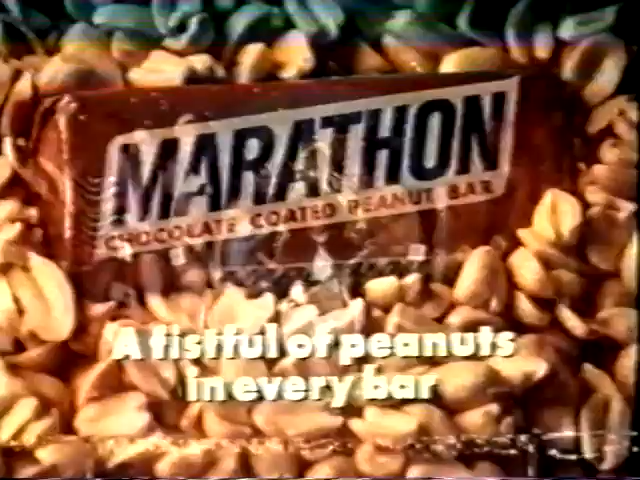 MARATHON
CHOCOLATE COATED PEANUT BAR
A fistful of peanuts
in every bar